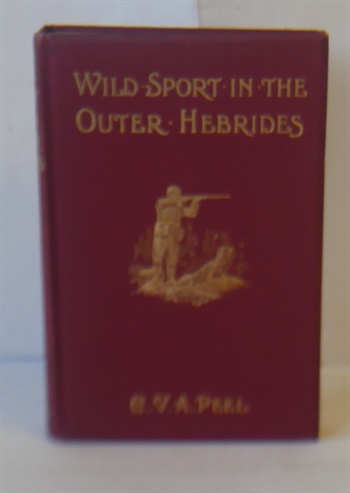 WILD · SPORT · IN · THE
OUTER · HEBRIDES
C. V. A. PEEL